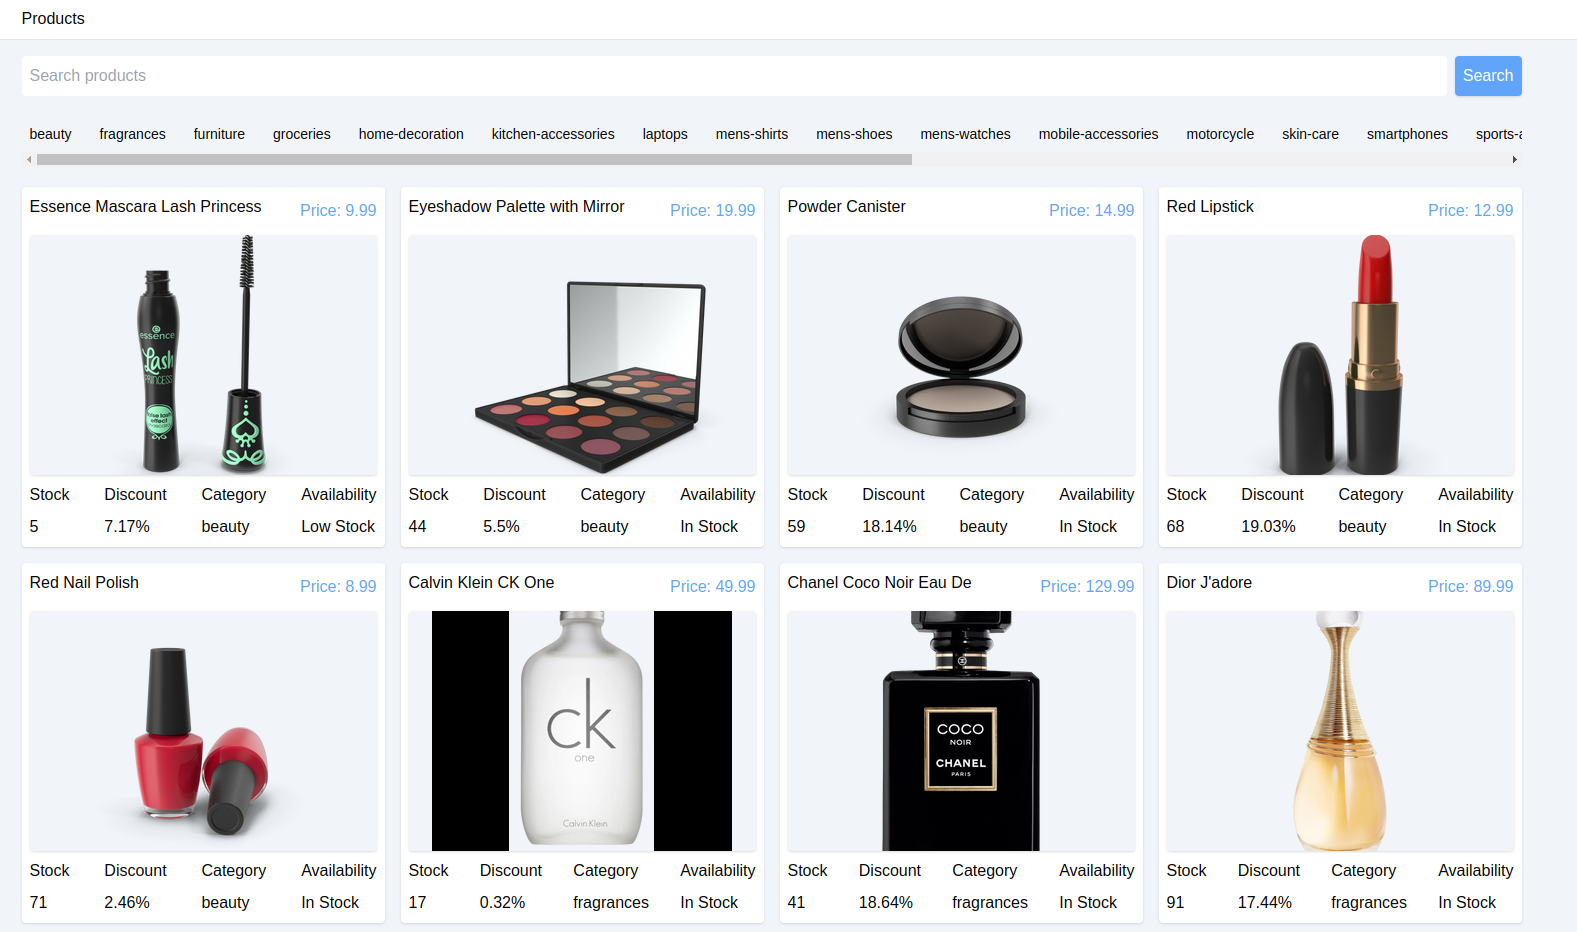 Products
Search products
Search
beauty fragrances furniture groceries home-decoration kitchen-accessories laptops mens-shirts mens-shoes mens-watches mobile-accessories motorcycle skin-care smartphones sports-a
Essence Mascara Lash Princess Price: 9.99
essence
Lash
PRINCESS
false lash
effect
Stock Discount Category Availability
5 7.17% beauty Low Stock
Eyeshadow Palette with Mirror Price: 19.99
Stock Discount Category Availability
44 5.5% beauty In Stock
Powder Canister Price: 14.99
Stock Discount Category Availability
59 18.14% beauty In Stock
Red Lipstick Price: 12.99
Stock Discount Category Availability
68 19.03% beauty In Stock
Red Nail Polish Price: 8.99
Stock Discount Category Availability
71 2.46% beauty In Stock
Calvin Klein CK One Price: 49.99
ck
one
Calvin Klein
Stock Discount Category Availability
17 0.32% fragrances In Stock
Chanel Coco Noir Eau De Price: 129.99
COCO
NOIR
CHANEL
PARIS
Stock Discount Category Availability
41 18.64% fragrances In Stock
Dior J'adore Price: 89.99
Stock Discount Category Availability
91 17.44% fragrances In Stock